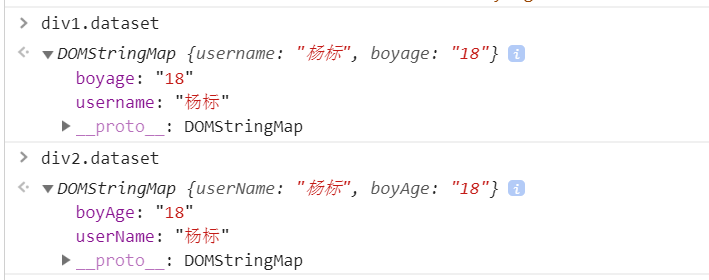 div1.dataset
DOMStringMap {username: "杨标", boyage: "18"} i
boyage: "18"
username: "杨标"
__proto__: DOMStringMap
div2.dataset
DOMStringMap {userName: "杨标", boyAge: "18"} i
boyAge: "18"
userName: "杨标"
__proto__: DOMStringMap